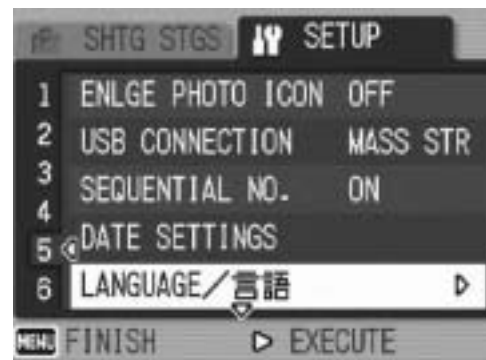 SHTG STGS SETUP
1 ENLGE PHOTO ICON OFF
2 USB CONNECTION MASS STR
3 SEQUENTIAL NO. ON
4
5 DATE SETTINGS
6 LANGUAGE/言語
MENU FINISH EXECUTE